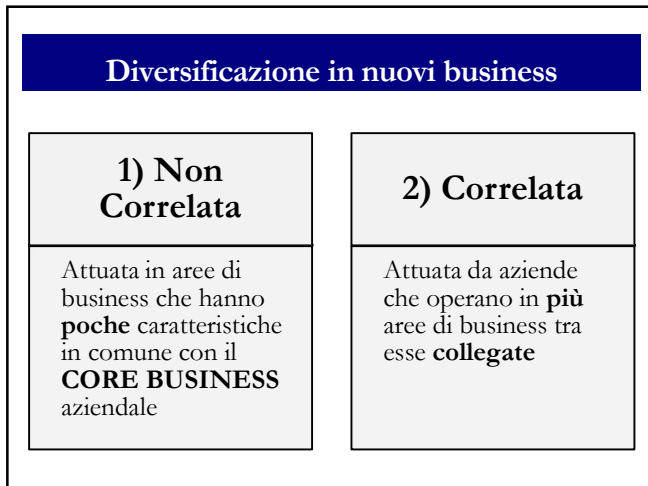 Diversificazione in nuovi business
1) Non
Correlata
Attuata in aree di
business che hanno
poche caratteristiche
in comune con il
CORE BUSINESS
aziendale
2) Correlata
Attuata da aziende
che operano in più
aree di business tra
esse collegate